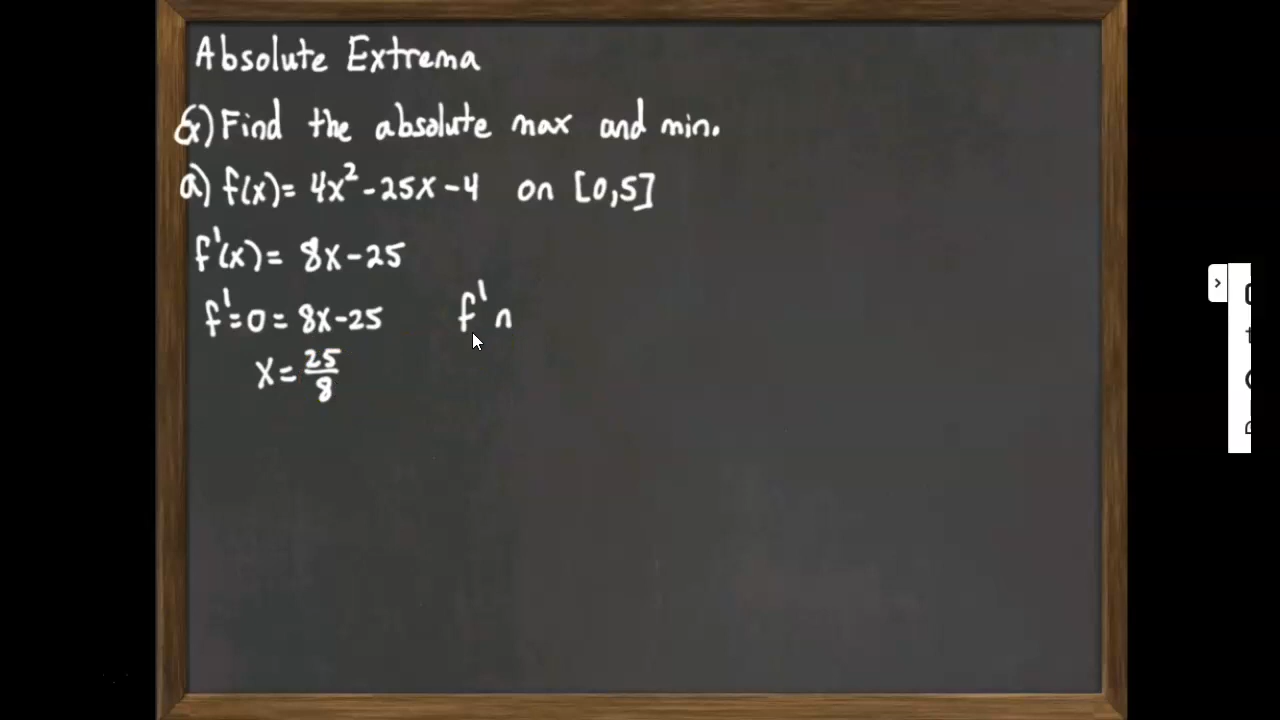 Absolute Extrema
Ex) Find the absolute max and min.
a) f(x) = 4x² - 25x - 4 on [0,5]
f'(x) = 8x - 25
f' = 0 = 8x - 25 f' n
x = 25/8